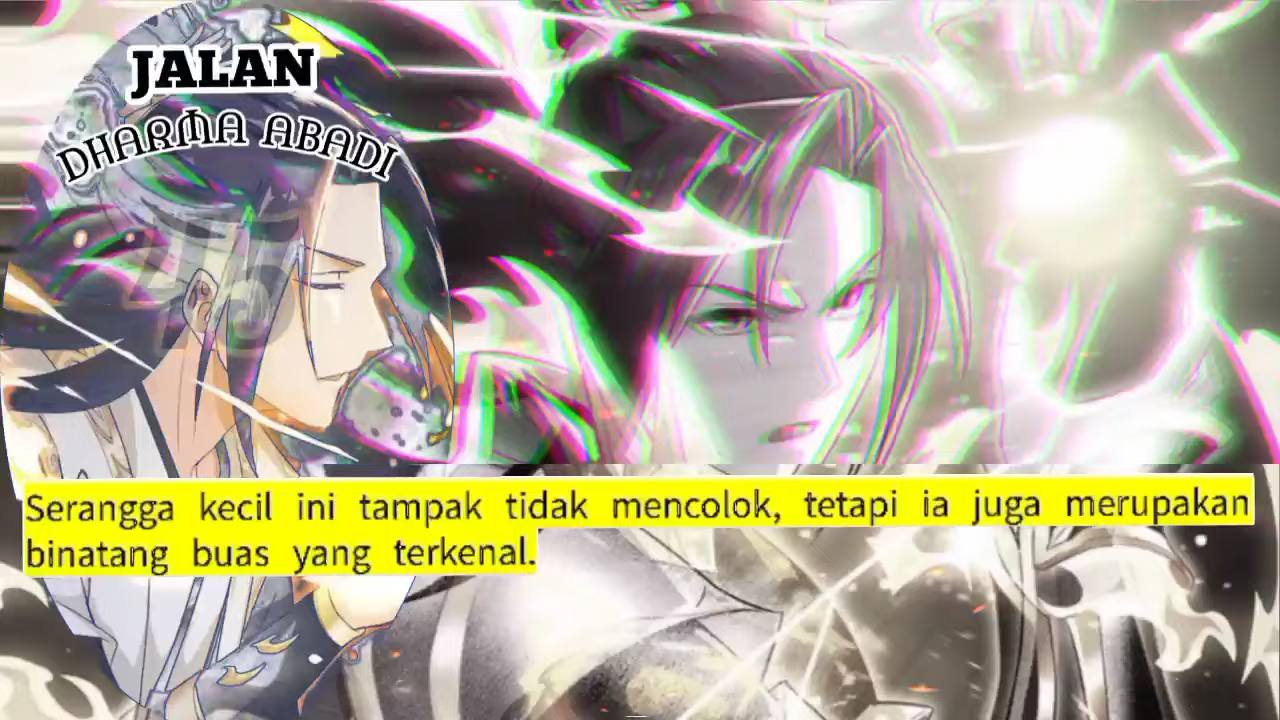 JALAN
DHARMA ABADI
Serangga kecil ini tampak tidak mencolok, tetapi ia juga merupakan
binatang buas yang terkenal.